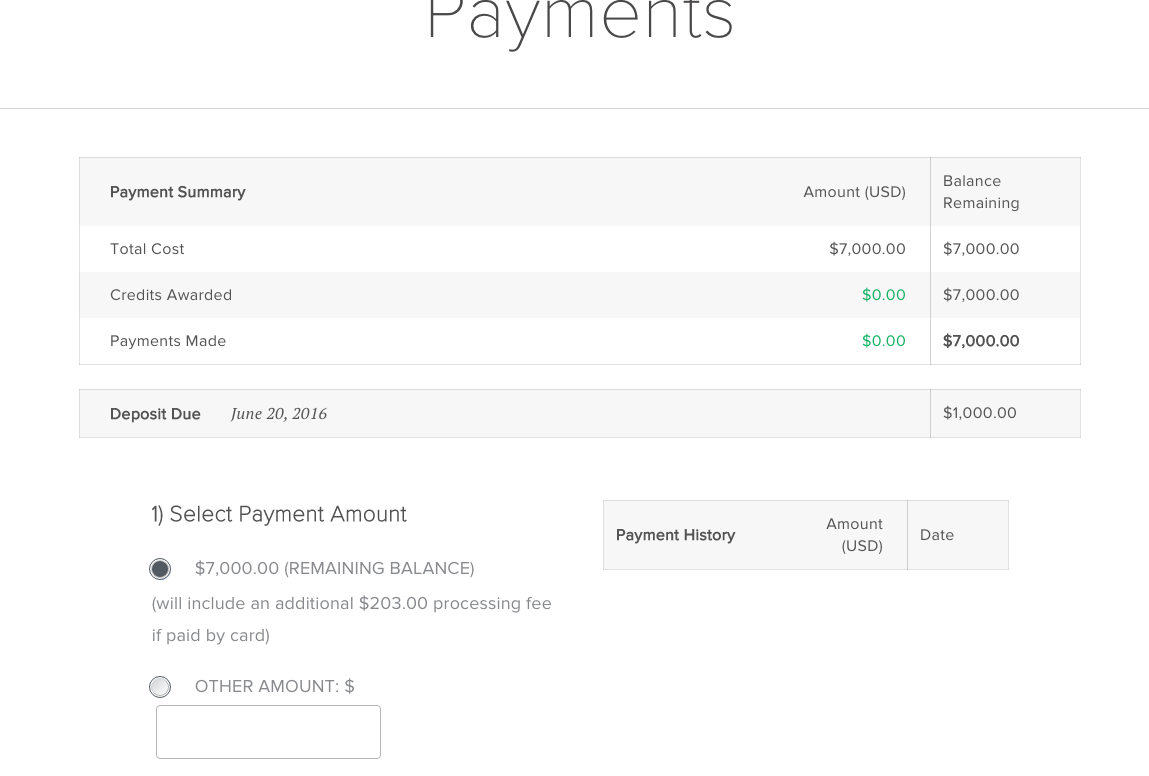 Payments
Payment Summary Amount (USD) Balance Remaining
Total Cost $7,000.00 $7,000.00
Credits Awarded $0.00 $7,000.00
Payments Made $0.00 $7,000.00
Deposit Due June 20, 2016 $1,000.00
1) Select Payment Amount
$7,000.00 (REMAINING BALANCE)
(will include an additional $203.00 processing fee
if paid by card)
OTHER AMOUNT: $
Payment History Amount (USD) Date